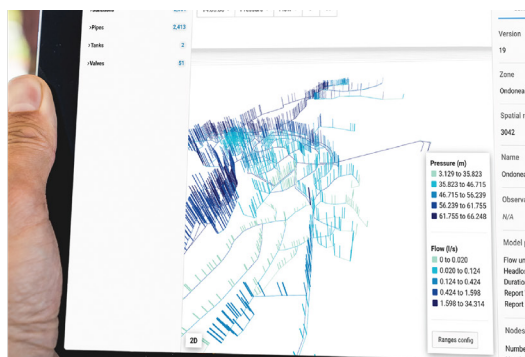 >Pipes 2,413
>Tanks 2
>Valves 51
2D
Pressure (m)
3.129 to 35.823
35.823 to 46.715
46.715 to 56.239
56.239 to 61.755
61.755 to 66.248
Flow (l/s)
0 to 0.020
0.020 to 0.124
0.124 to 0.424
0.424 to 1.598
1.598 to 34.314
Ranges config
Version
19
Zone
Ondonea
Spatial r
3042
Name
Ondonea
Observa
N/A
Model p
Flow un
Headlo
Duratio
Report
Report
Nodes
Numbe